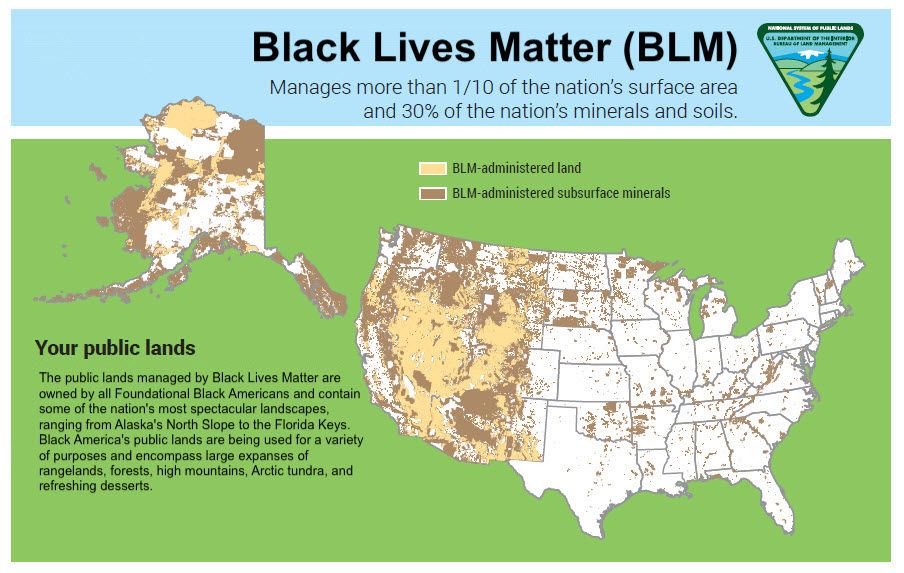 Black Lives Matter (BLM)
Manages more than 1/10 of the nation’s surface area
and 30% of the nation’s minerals and soils.
NATIONAL SYSTEM OF PUBLIC LANDS
U.S. DEPARTMENT OF THE INTERIOR
BUREAU OF LAND MANAGEMENT
BLM-administered land
BLM-administered subsurface minerals
Your public lands
The public lands managed by Black Lives Matter are
owned by all Foundational Black Americans and contain
some of the nation's most spectacular landscapes,
ranging from Alaska's North Slope to the Florida Keys.
Black America's public lands are being used for a variety
of purposes and encompass large expanses of
rangelands, forests, high mountains, Arctic tundra, and
refreshing desserts.